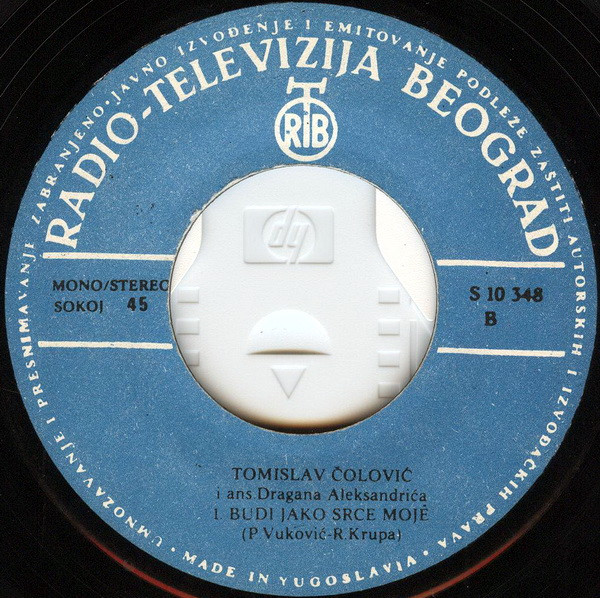 UMNOŽAVANJE I PRESNIMAVANJE ZABRANJENO · JAVNO IZVOĐENJE I EMITOVANJE PODLEŽE ZAŠTITI AUTORSKIH I IZVOĐAČKIH PRAVA ·
RADIO-TELEVIZIJA BEOGRAD
RTB
hp
MONO/STEREO
SOKOJ 45
S 10 348
B
TOMISLAV ČOLOVIĆ
i ans. Dragana Aleksandrića
1. BUDI JAKO SRCE MOJE
(P. Vuković-R. Krupa)
MADE IN YUGOSLAVIA ·